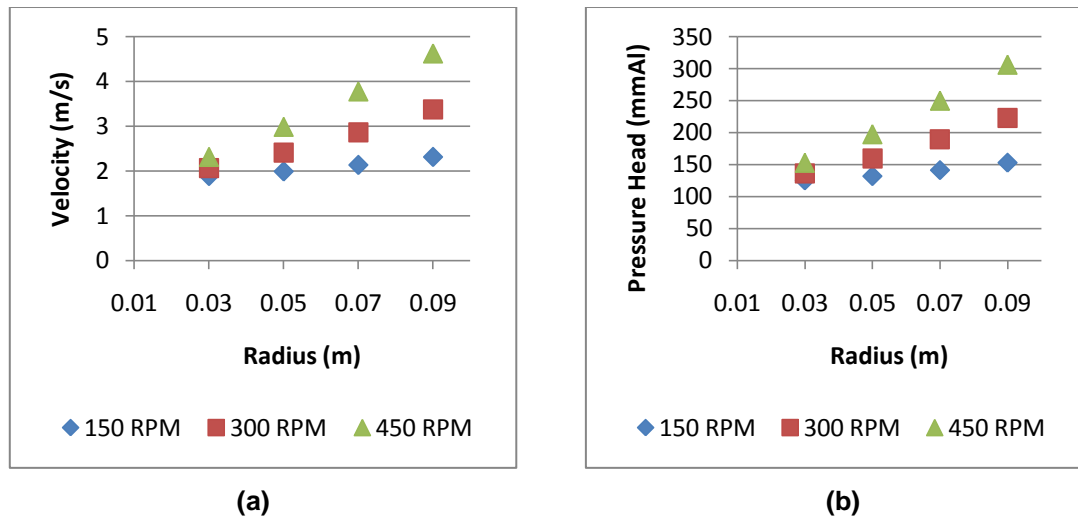 Velocity (m/s)
5
4
3
2
1
0
0.01 0.03 0.05 0.07 0.09
Radius (m)
150 RPM 300 RPM 450 RPM
(a)
Pressure Head (mmAl)
350
300
250
200
150
100
50
0
0.01 0.03 0.05 0.07 0.09
Radius (m)
150 RPM 300 RPM 450 RPM
(b)